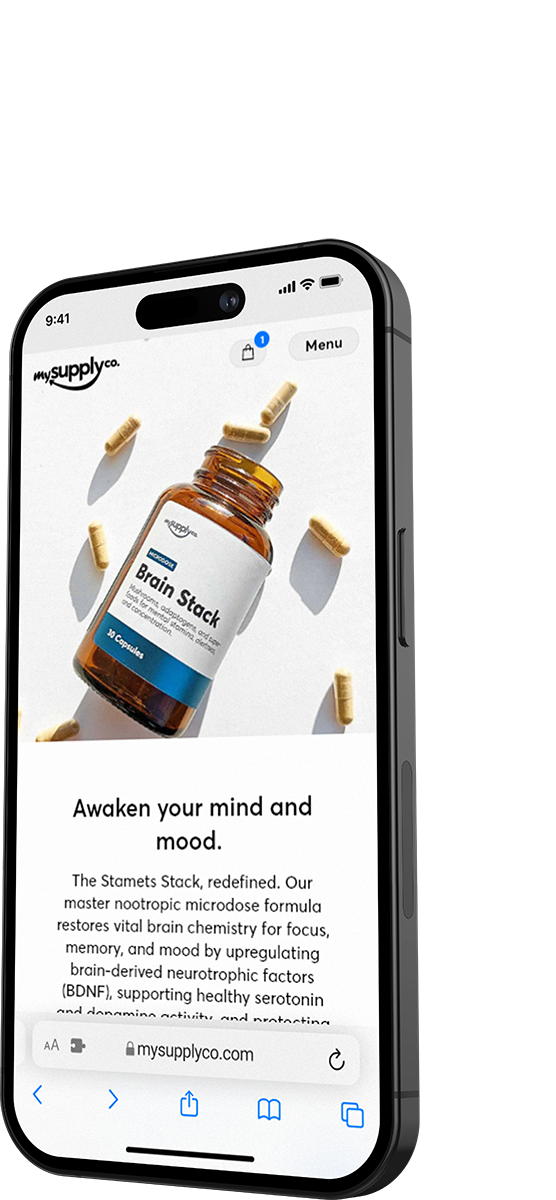 9:41
mysupplyco.
1
Menu
mysupplyco.
MICRODOSE
Brain Stack
Mushrooms, adaptogens, and super-
foods for mental stamina, alertness,
and concentration.
30 Capsules
Awaken your mind and
mood.
The Stamets Stack, redefined. Our
master nootropic microdose formula
restores vital brain chemistry for focus,
memory, and mood by upregulating
brain-derived neurotrophic factors
(BDNF), supporting healthy serotonin
and dopamine activity, and protecting
AA
mysupplyco.com